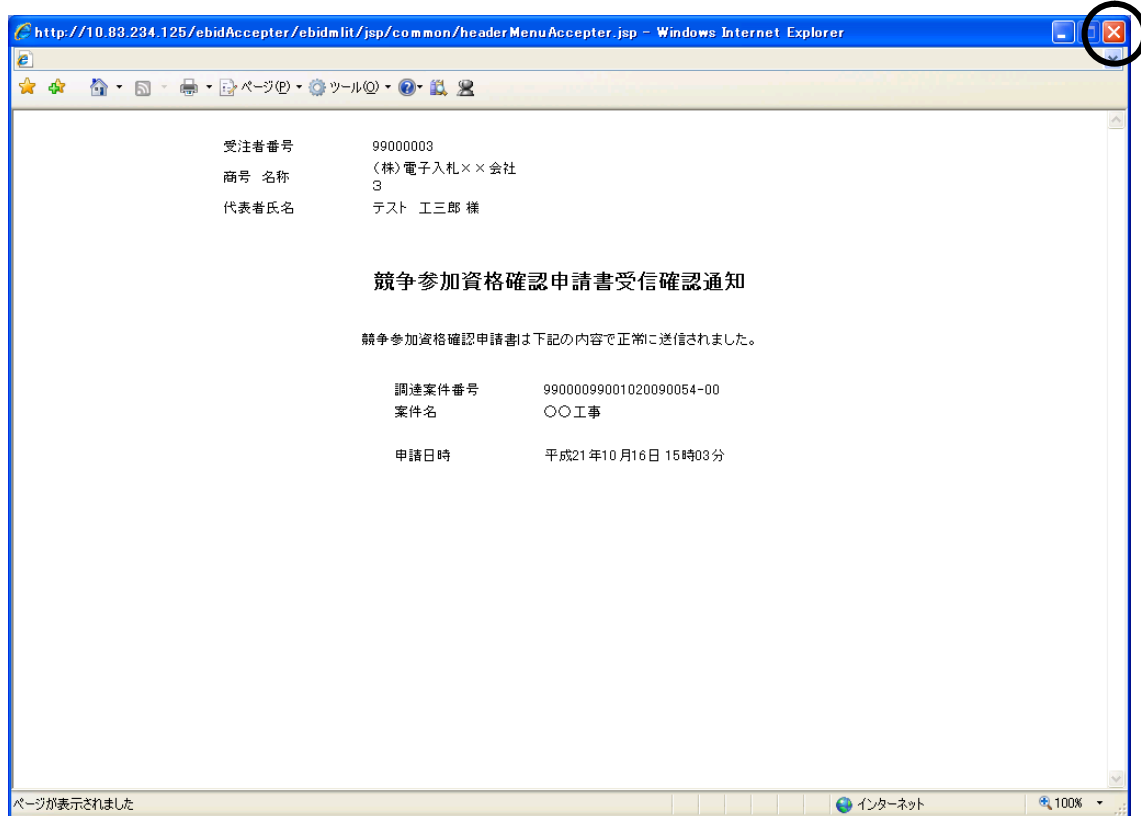 http://10.83.234.125/ebidAccepter/ebidmlit/jsp/common/headerMenuAccepter.jsp - Windows Internet Explorer
ページ(P) ツール(O)
受注者番号 99000003
商号 名称 (株)電子入札××会社
3
代表者氏名 テスト 工三郎 様
競争参加資格確認申請書受信確認通知
競争参加資格確認申請書は下記の内容で正常に送信されました。
調達案件番号 99000099001020090054-00
案件名 〇〇工事
申請日時 平成21年10月16日 15時03分
ページが表示されました インターネット 100%